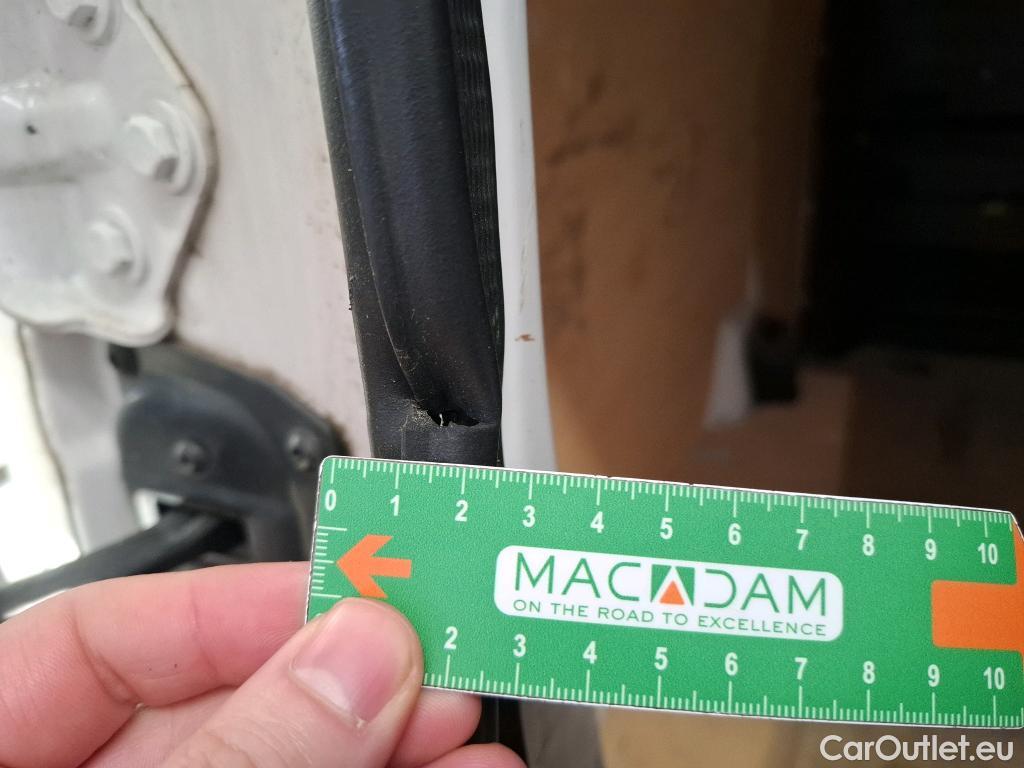 0 1 2 3 4 5 6 7 8 9 10
MACADAM
ON THE ROAD TO EXCELLENCE
2 3 4 5 6 7 8 9 10
CarOutlet.eu